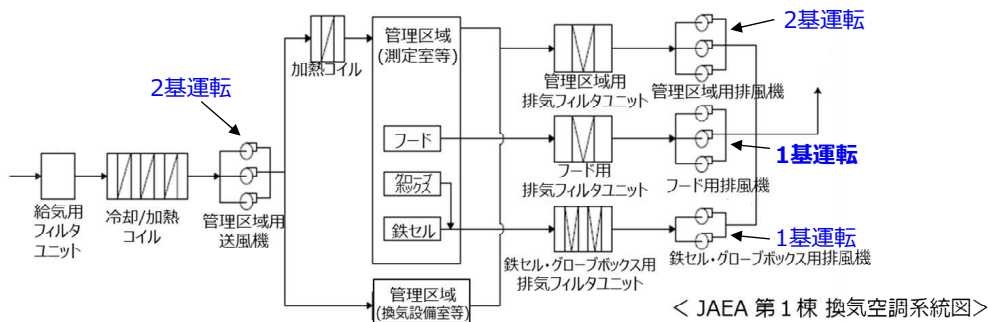 2基運転
給気用
フィルタ
ユニット
冷却/加熱
コイル
管理区域用
送風機
加熱コイル
管理区域
(測定室等)
フード
グローブ
ボックス
鉄セル
管理区域
(換気設備室等)
管理区域用
排気フィルタユニット
フード用
排気フィルタユニット
鉄セル・グローブボックス用
排気フィルタユニット
2基運転
管理区域用排風機
1基運転
フード用排風機
1基運転
鉄セル・グローブボックス用排風機
＜ JAEA 第1棟 換気空調系統図＞